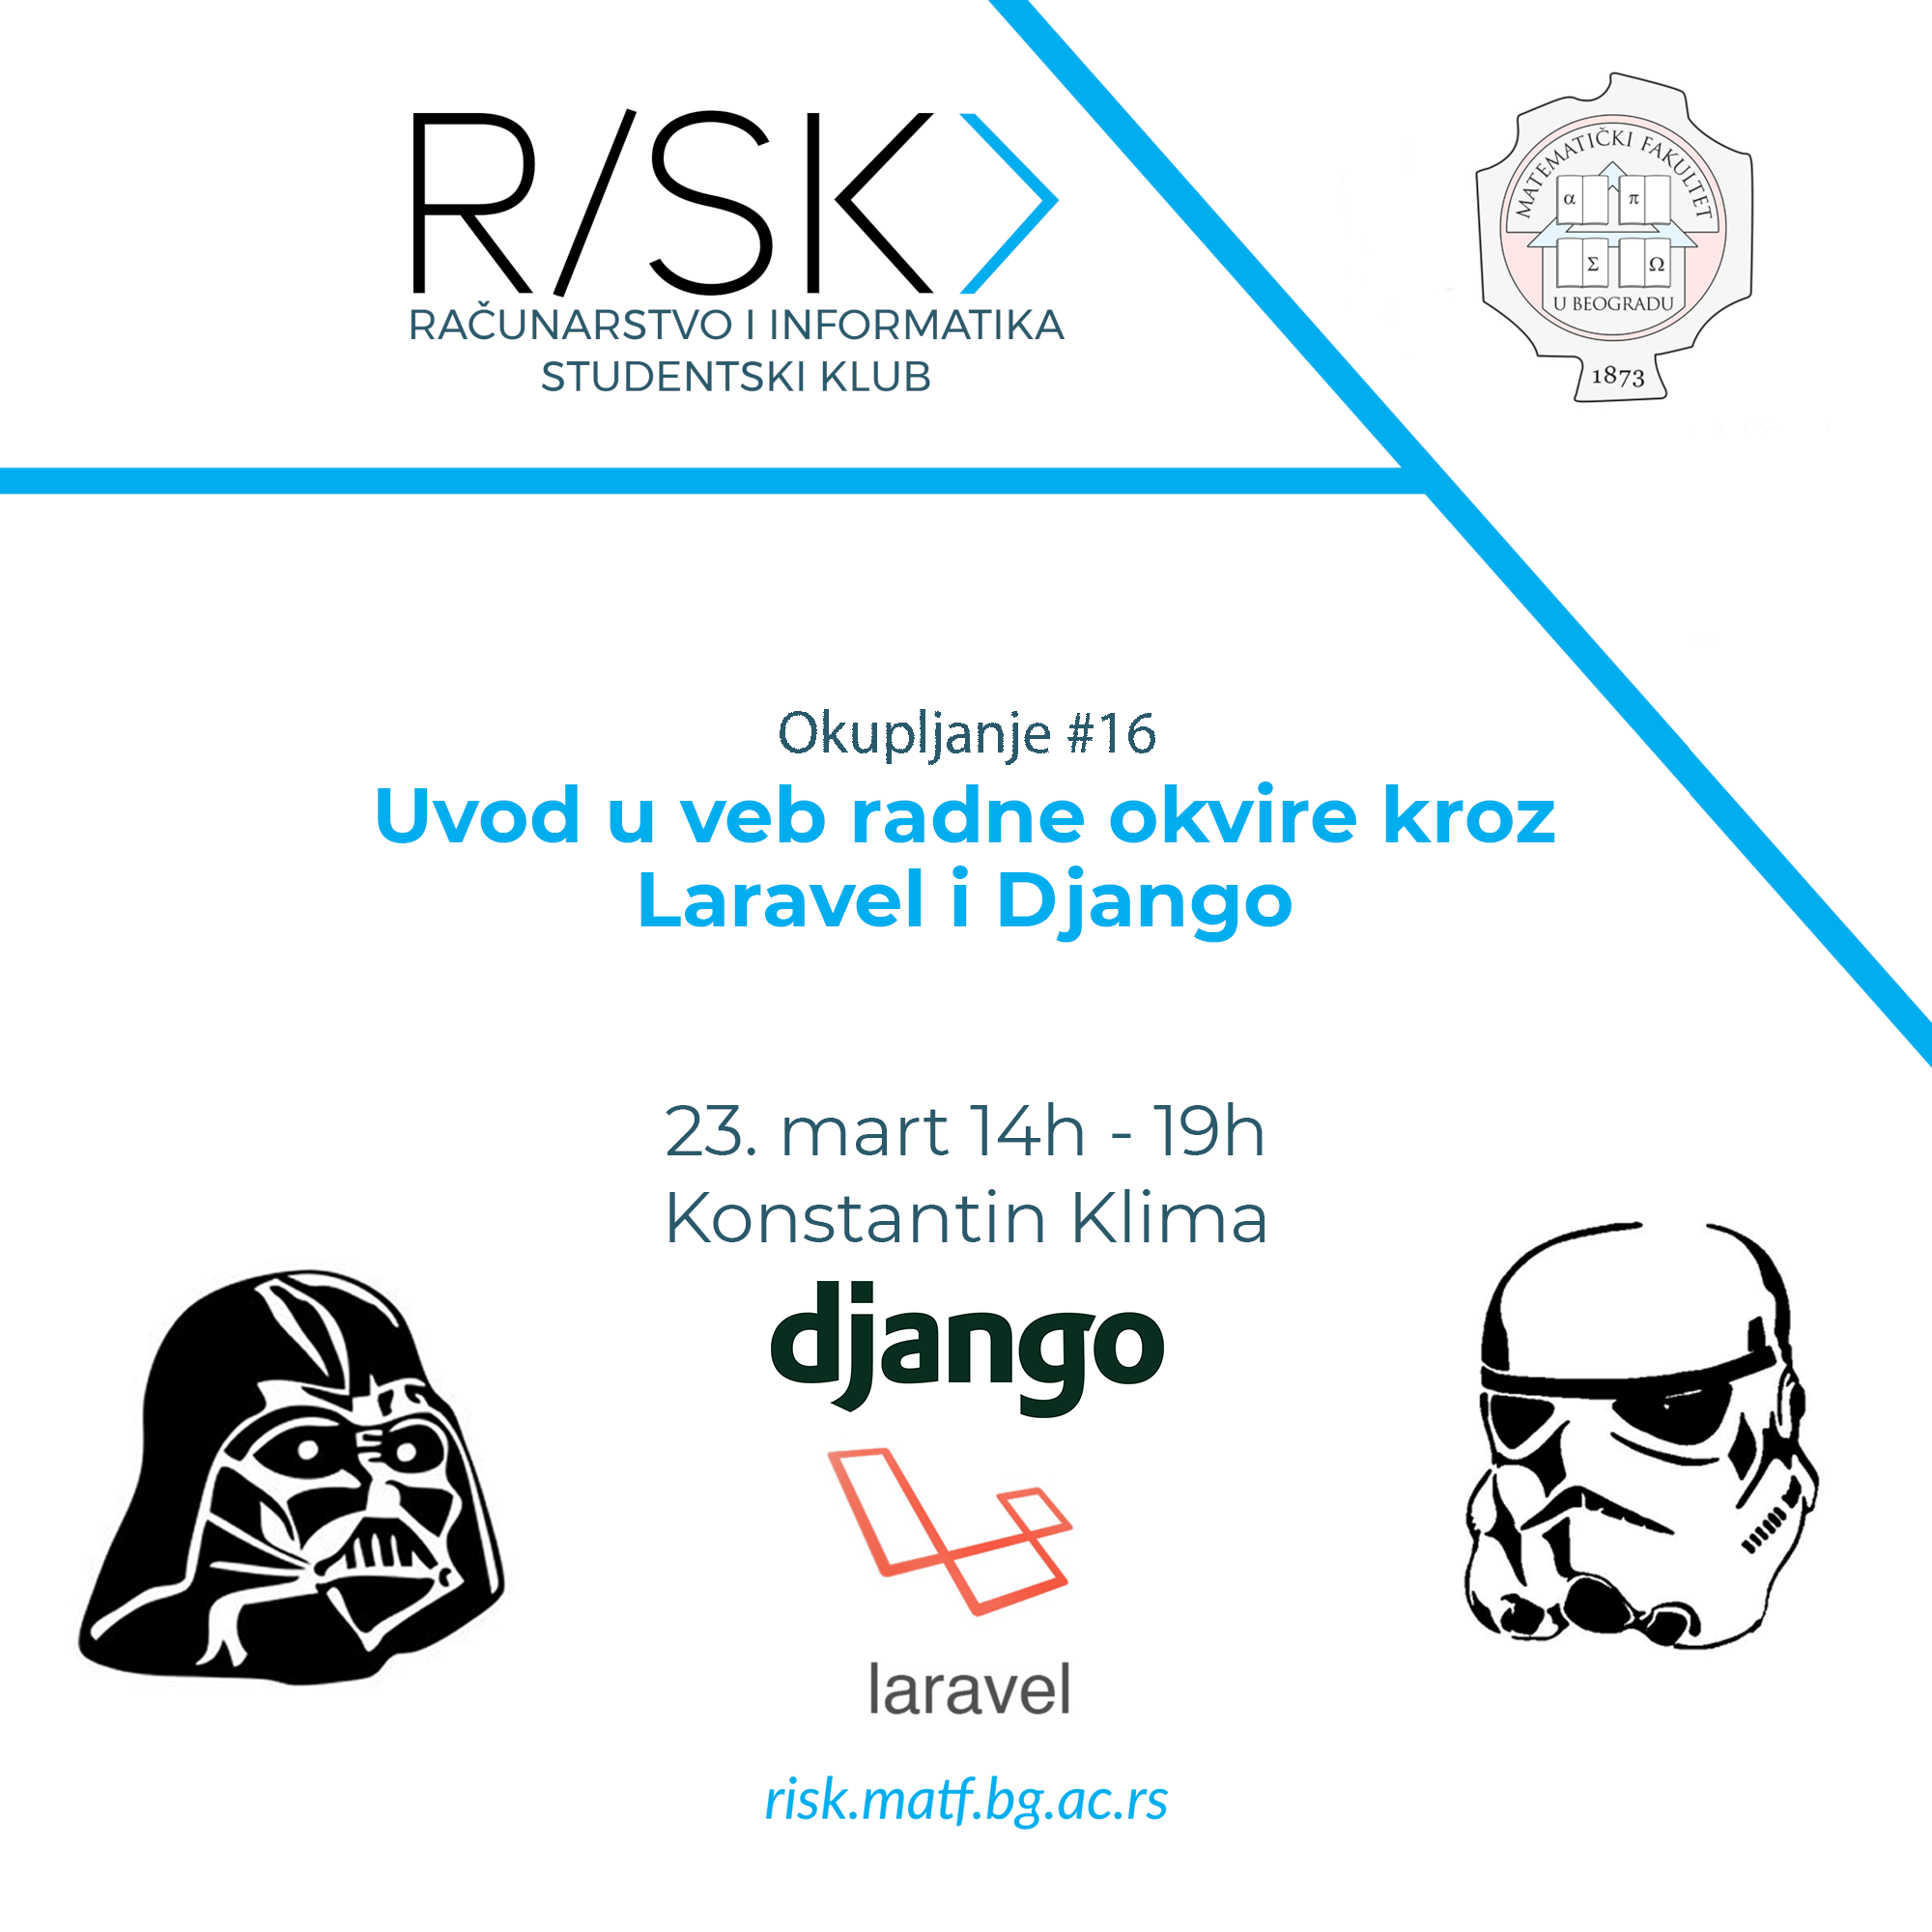 R/SK>
RAČUNARSTVO I INFORMATIKA
STUDENTSKI KLUB
MATEMATIČKI FAKULTET
α π
Σ Ω
U BEOGRADU
1873
Okupljanje #16
Uvod u veb radne okvire kroz
Laravel i Django
23. mart 14h - 19h
Konstantin Klima
django
laravel
risk.matf.bg.ac.rs